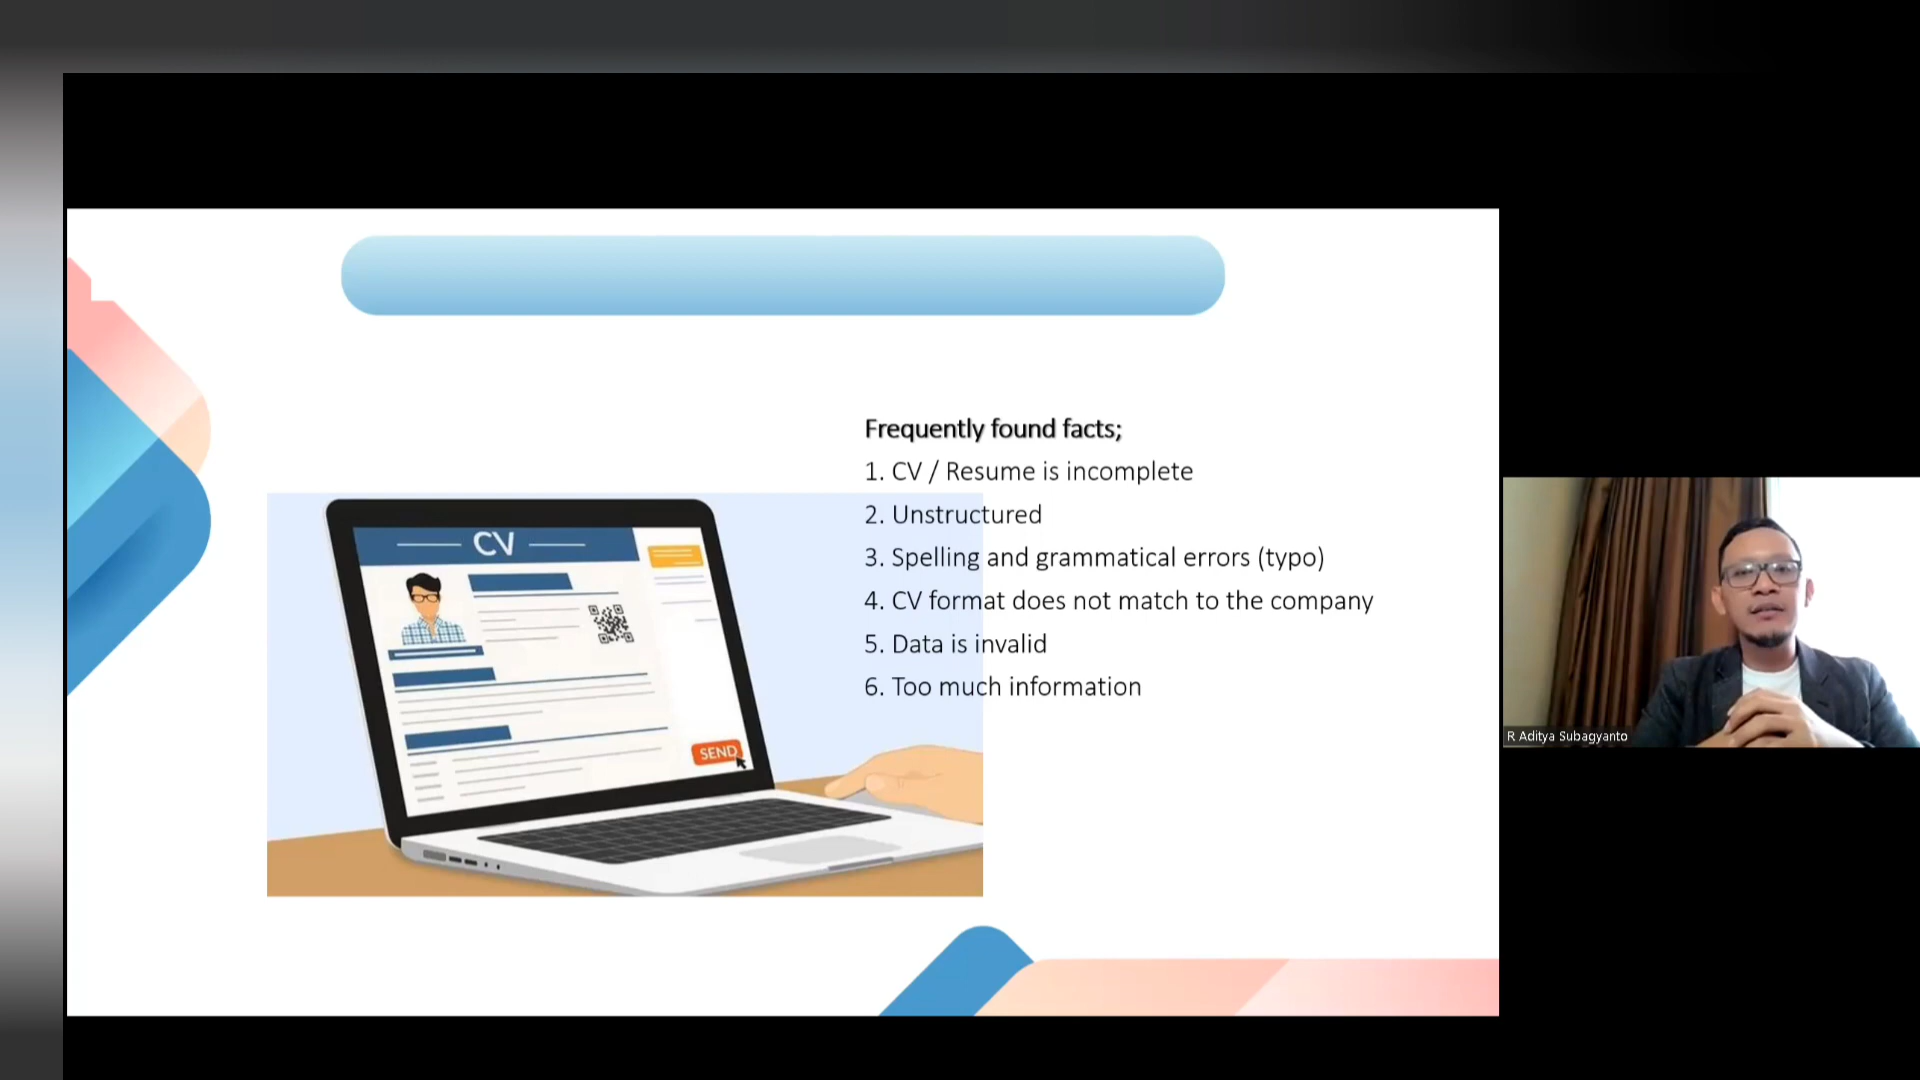 Frequently found facts;
1. CV / Resume is incomplete
2. Unstructured
3. Spelling and grammatical errors (typo)
4. CV format does not match to the company
5. Data is invalid
6. Too much information
CV
SEND
R Aditya Subagyanto